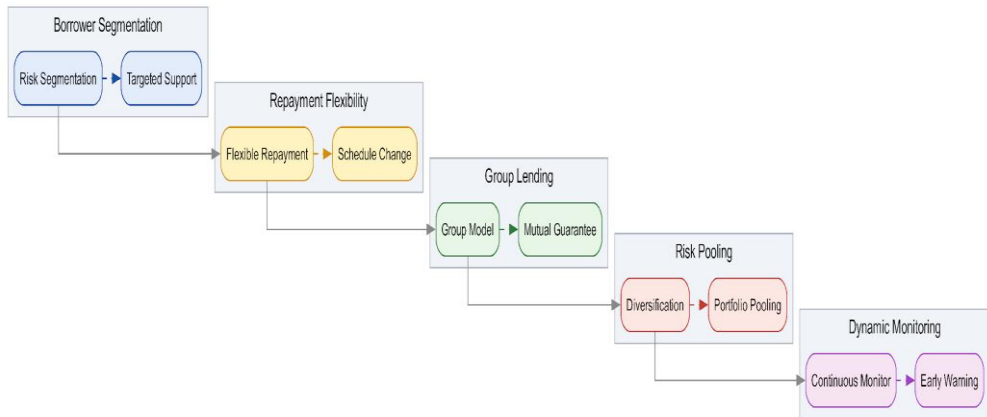 Borrower Segmentation
Risk Segmentation
Targeted Support
Repayment Flexibility
Flexible Repayment
Schedule Change
Group Lending
Group Model
Mutual Guarantee
Risk Pooling
Diversification
Portfolio Pooling
Dynamic Monitoring
Continuous Monitor
Early Warning